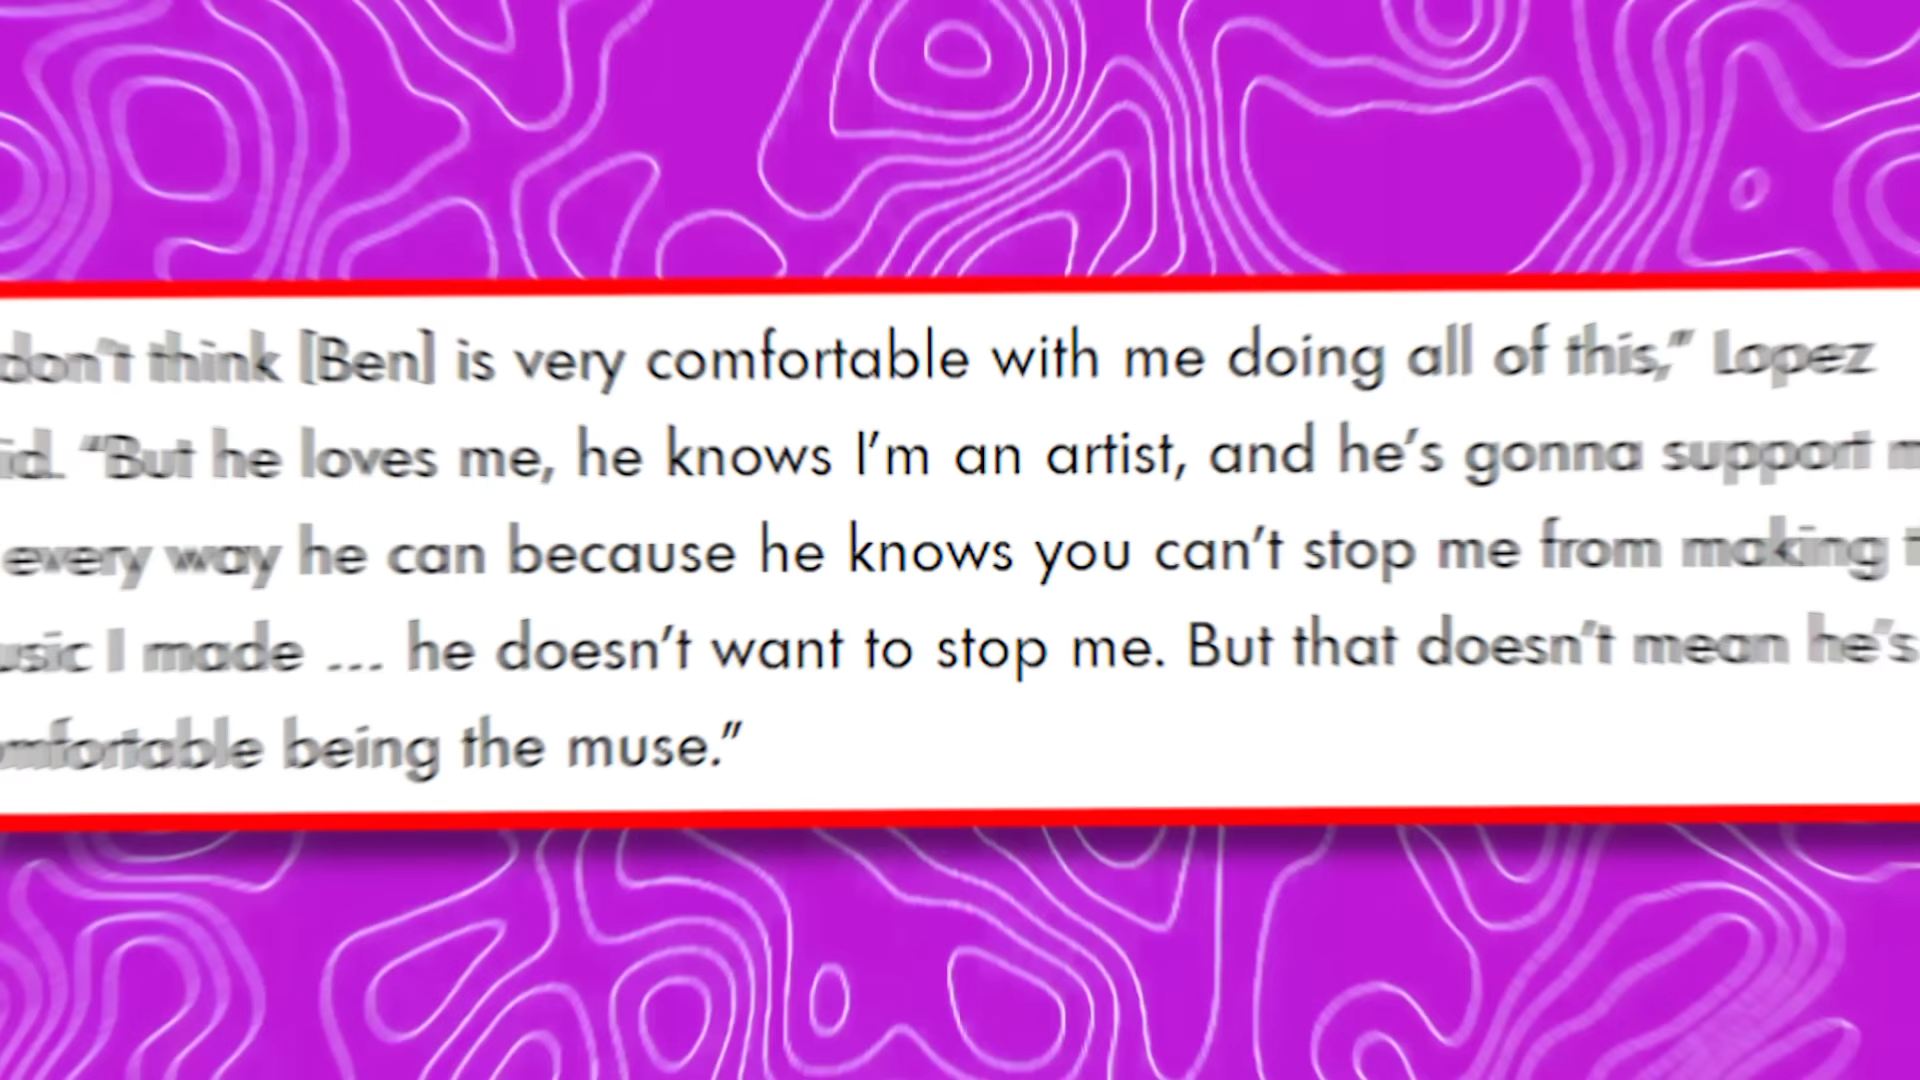 don't think [Ben] is very comfortable with me doing all of this,” Lopez
id. “But he loves me, he knows I’m an artist, and he’s gonna support m
every way he can because he knows you can’t stop me from making t
usic I made ... he doesn’t want to stop me. But that doesn’t mean he’s
omfortable being the muse.”